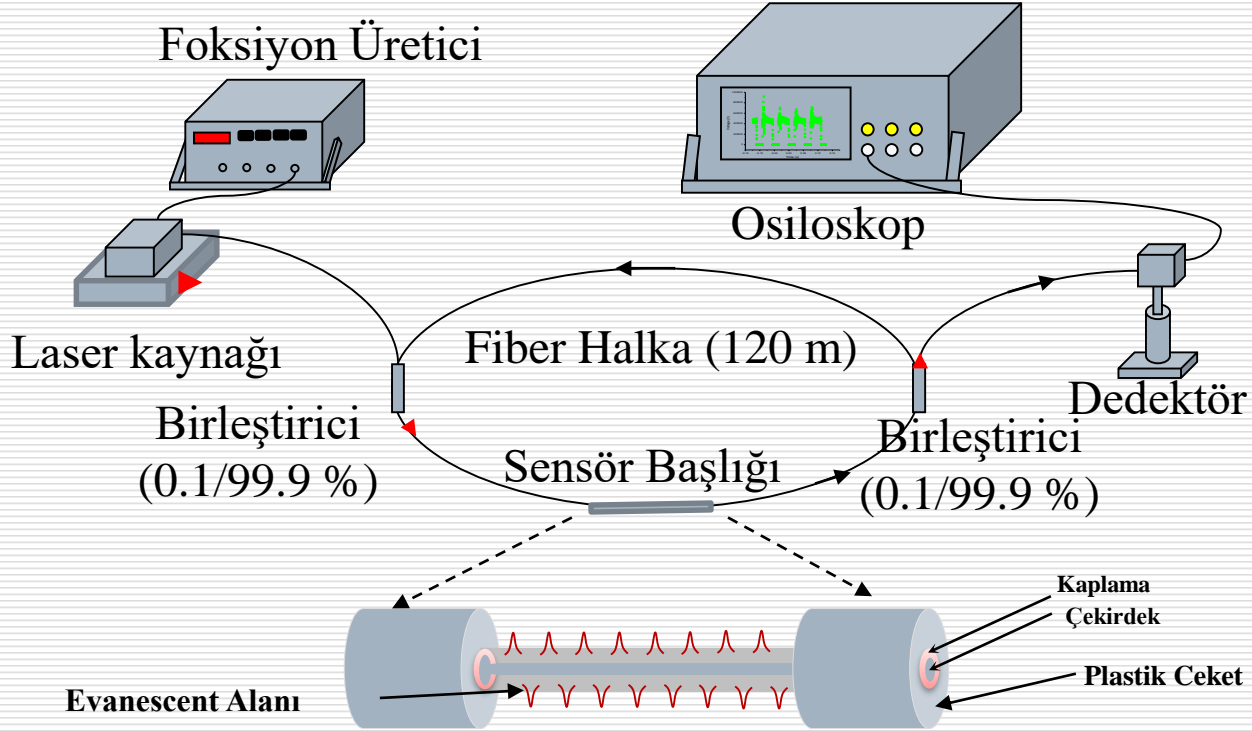 Foksiyon Üretici
Osiloskop
Laser kaynağı
Fiber Halka (120 m)
Dedektör
Birleştirici
(0.1/99.9 %)
Sensör Başlığı
Birleştirici
(0.1/99.9 %)
Kaplama
Çekirdek
Plastik Ceket
Evanescent Alanı